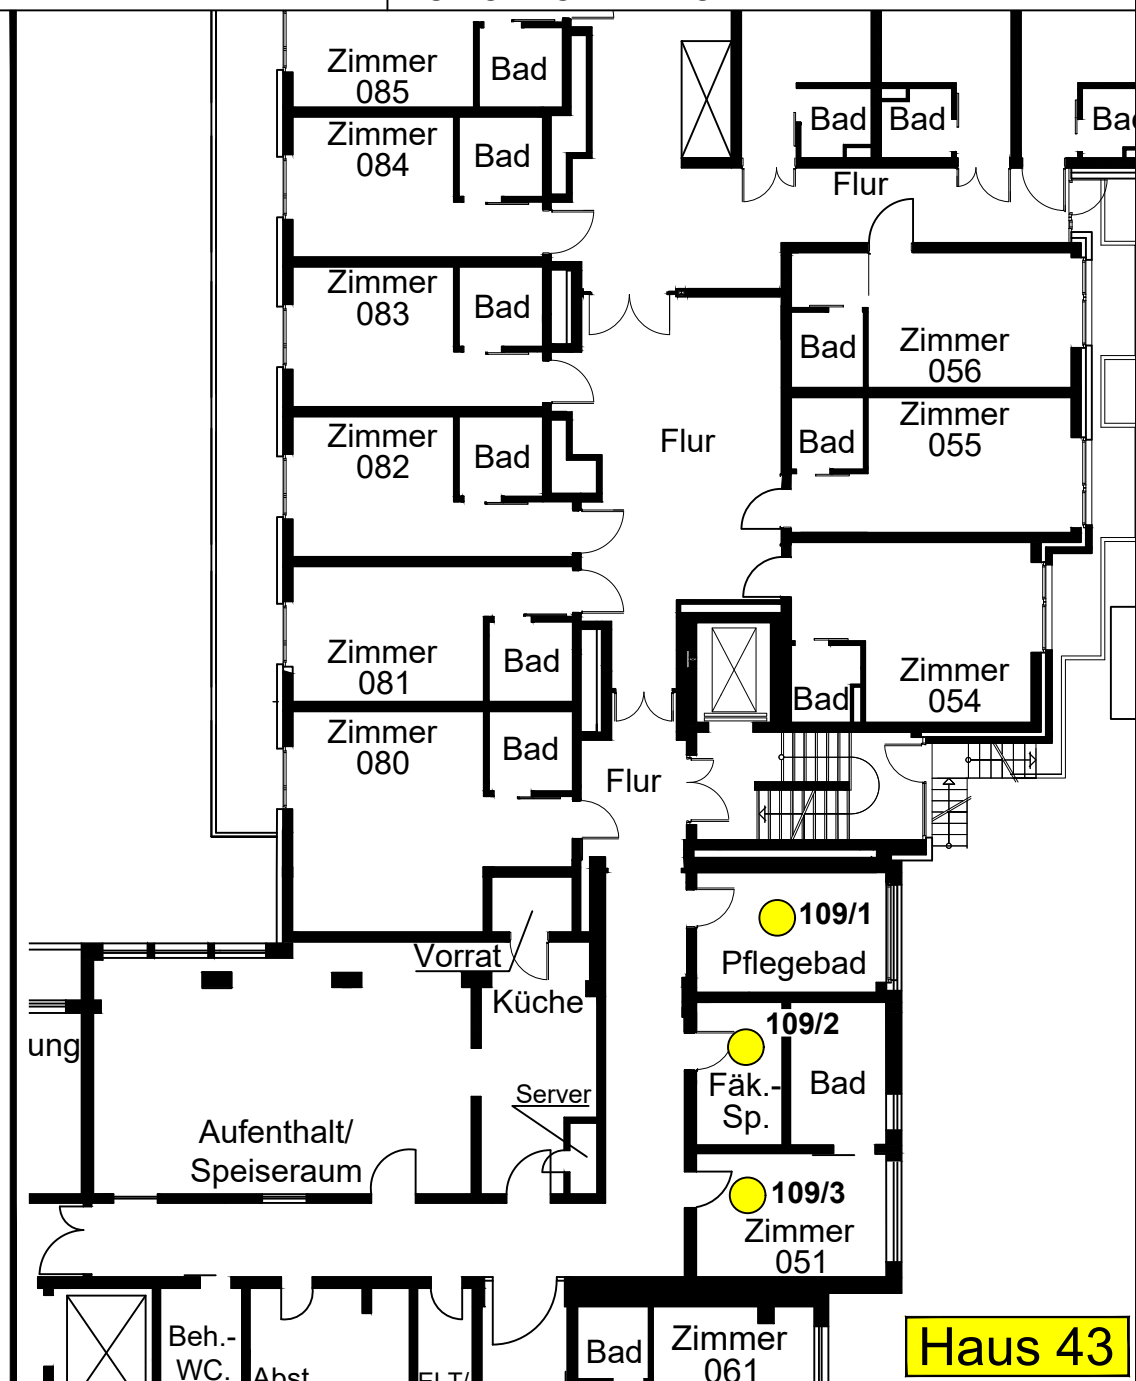 Zimmer
085
Bad
Zimmer
084
Bad
Bad
Bad
Flur
Zimmer
083
Bad
Bad
Zimmer
056
Zimmer
082
Bad
Flur
Bad
Zimmer
055
Zimmer
081
Bad
Bad
Zimmer
054
Zimmer
080
Bad
Flur
109/1
Pflegebad
Vorrat
Küche
109/2
Fäk.-
Sp.
Bad
ung
Server
Aufenthalt/
Speiseraum
109/3
Zimmer
051
Beh.-
WC.
Abst
Bad
Zimmer
061
Haus 43